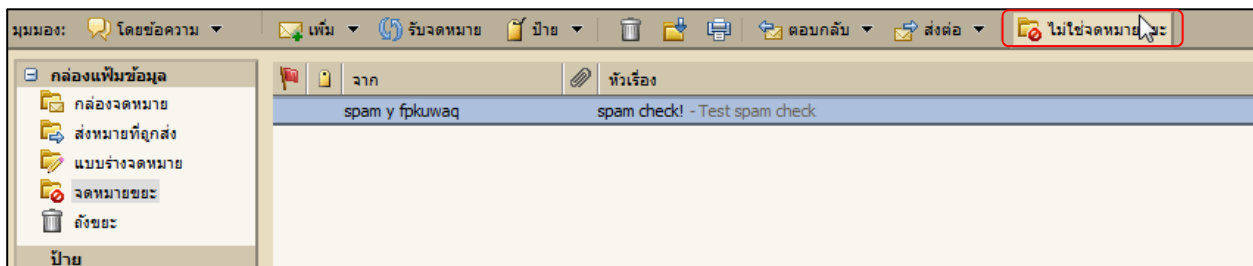 มุมมอง: โดยข้อความ เพิ่ม รับจดหมาย ป้าย ตอบกลับ ส่งต่อ ไม่ใช่จดหมายขยะ
กล่องแฟ้มข้อมูล
กล่องจดหมาย
ส่งหมายที่ถูกส่ง
แบบร่างจดหมาย
จดหมายขยะ
ถังขยะ
ป้าย
จาก หัวเรื่อง
spam y fpkuwaq spam check! - Test spam check